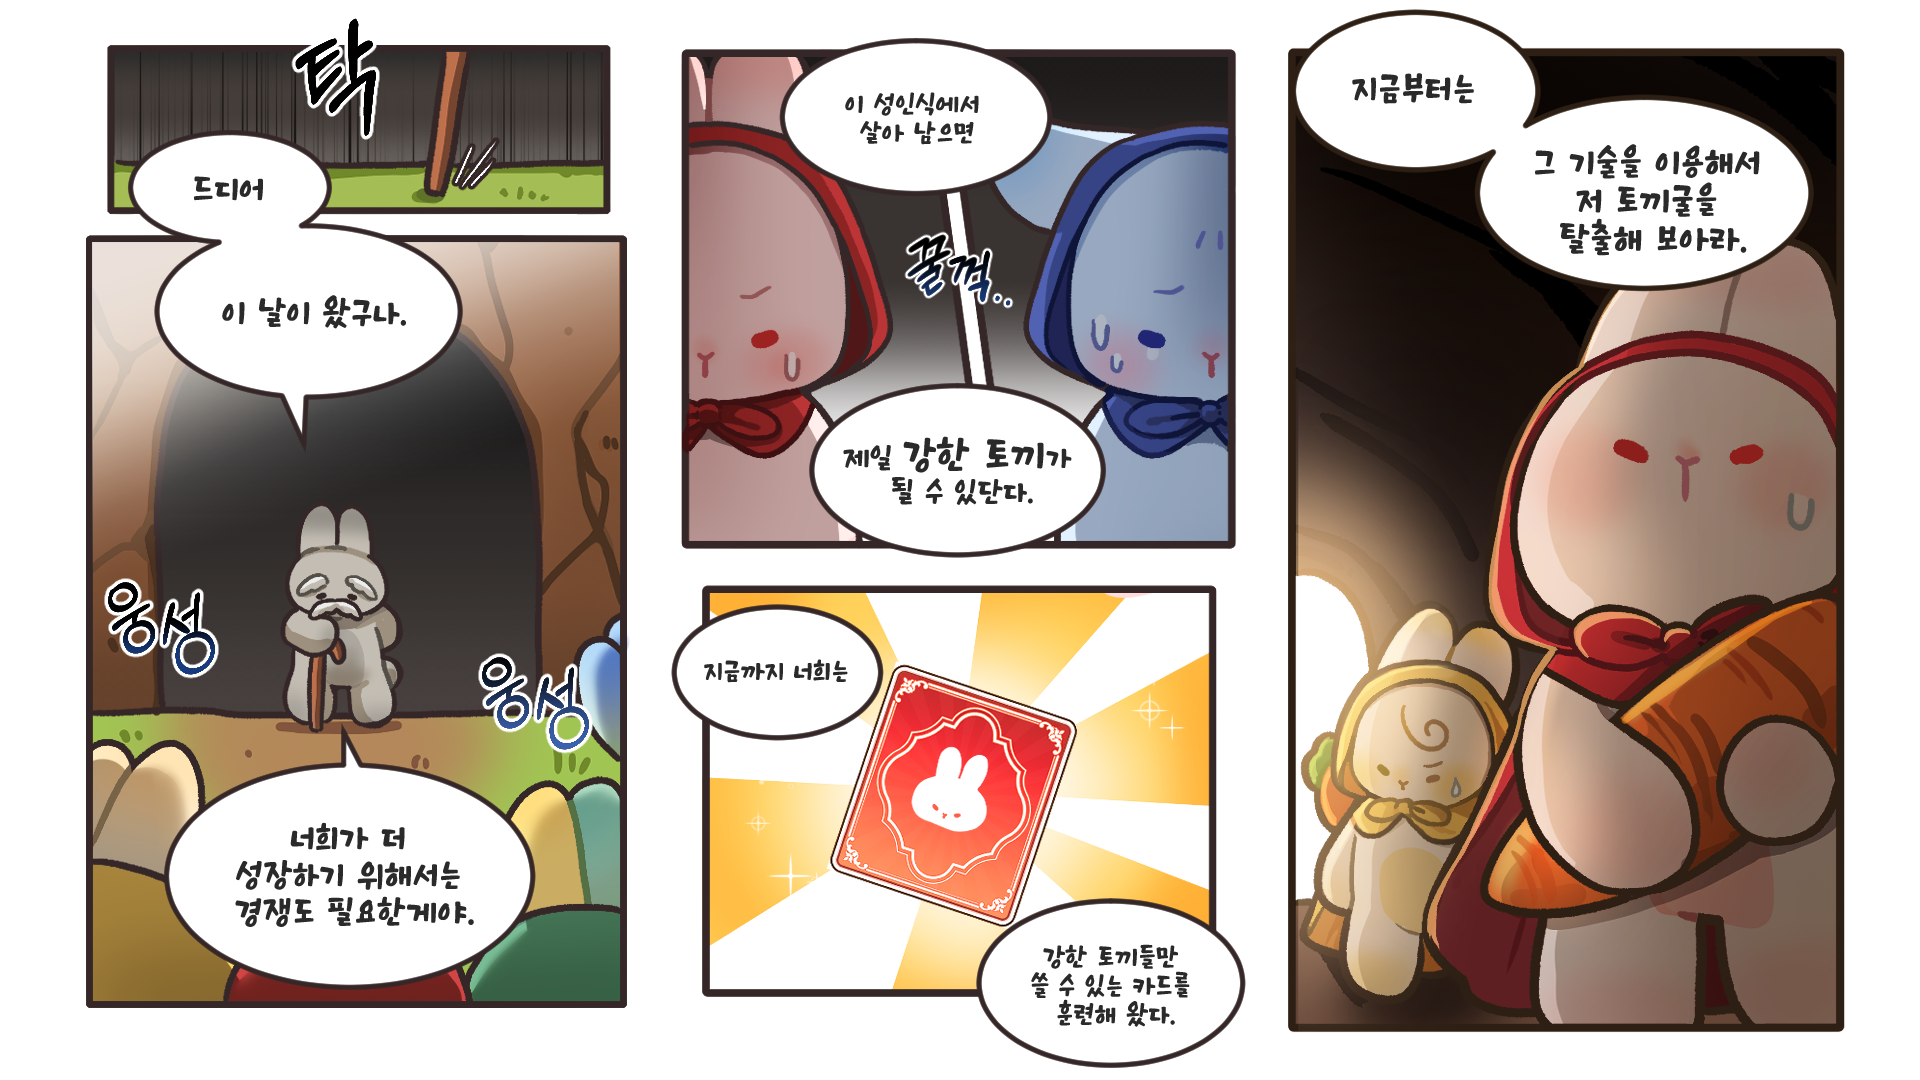 탁
드디어
이 날이 왔구나.
웅성
웅성
너희가 더
성장하기 위해서는
경쟁도 필요한게야.
이 성인식에서
살아 남으면
꿀꺽..
제일 강한 토끼가
될 수 있단다.
지금까지 너희는
강한 토끼들만
쓸 수 있는 카드를
훈련해 왔다.
지금부터는
그 기술을 이용해서
저 토끼굴을
탈출해 보아라.